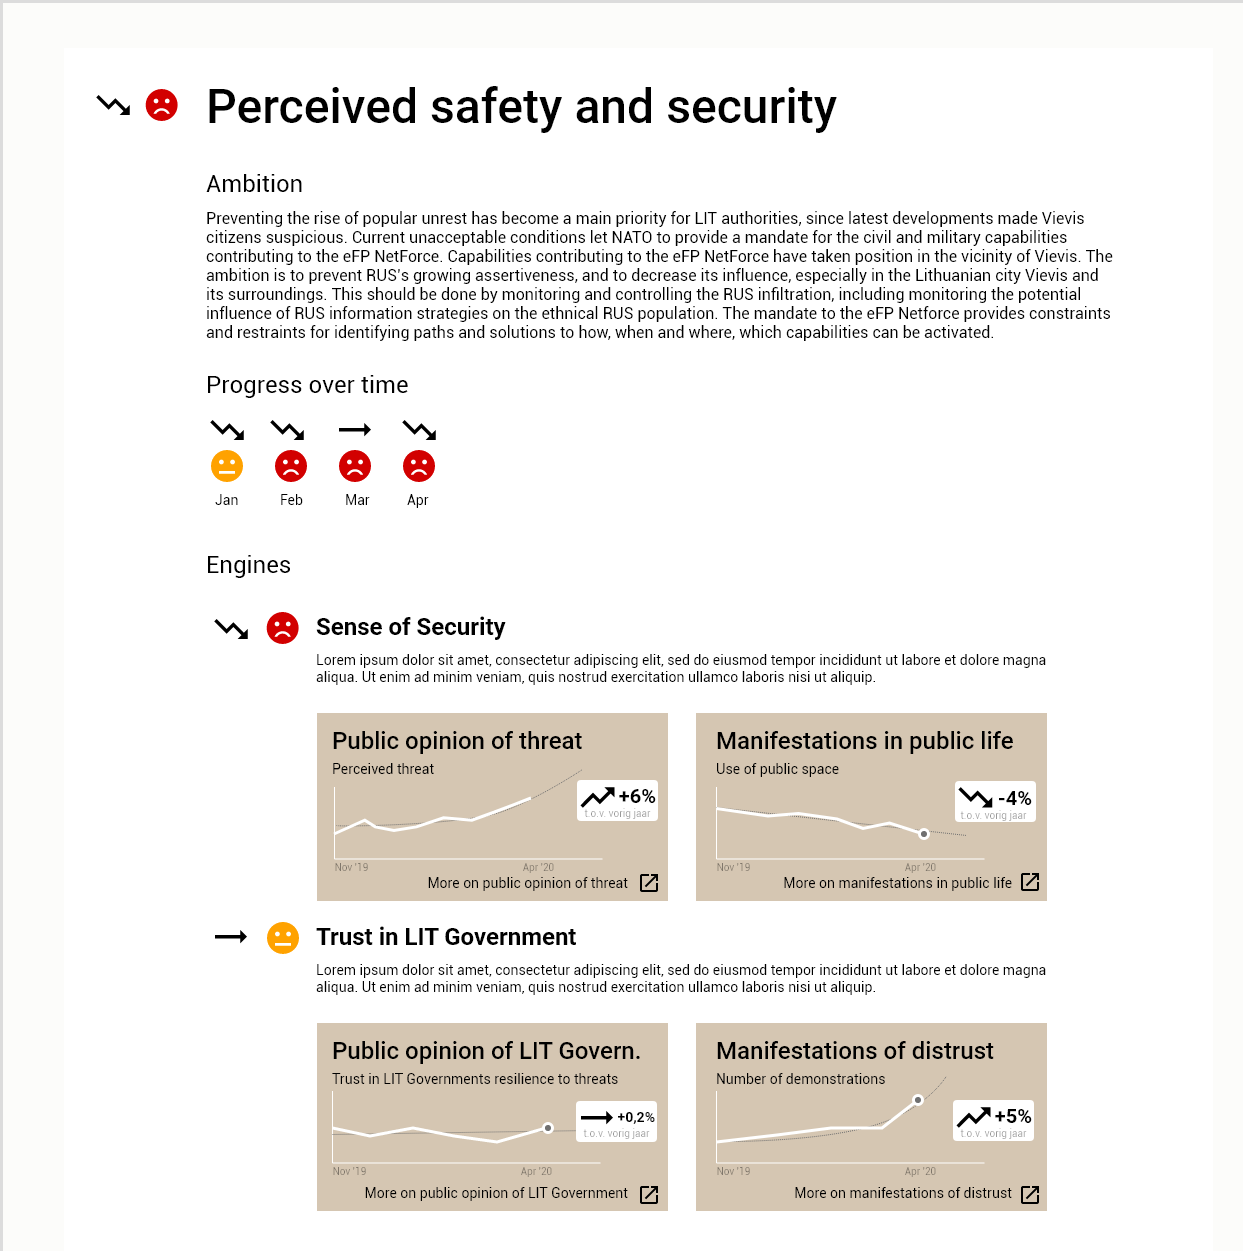 Perceived safety and security
Ambition
Preventing the rise of popular unrest has become a main priority for LIT authorities, since latest developments made Vievis
citizens suspicious. Current unacceptable conditions let NATO to provide a mandate for the civil and military capabilities
contributing to the eFP NetForce. Capabilities contributing to the eFP NetForce have taken position in the vicinity of Vievis. The
ambition is to prevent RUS's growing assertiveness, and to decrease its influence, especially in the Lithuanian city Vievis and
its surroundings. This should be done by monitoring and controlling the RUS infiltration, including monitoring the potential
influence of RUS information strategies on the ethnical RUS population. The mandate to the eFP Netforce provides constraints
and restraints for identifying paths and solutions to how, when and where, which capabilities can be activated.
Progress over time
Jan Feb Mar Apr
Engines
Sense of Security
Lorem ipsum dolor sit amet, consectetur adipiscing elit, sed do eiusmod tempor incididunt ut labore et dolore magna
aliqua. Ut enim ad minim veniam, quis nostrud exercitation ullamco laboris nisi ut aliquip.
Public opinion of threat
Perceived threat
+6%
t.o.v. vorig jaar
Nov '19 Apr '20
More on public opinion of threat
Manifestations in public life
Use of public space
-4%
t.o.v. vorig jaar
Nov '19 Apr '20
More on manifestations in public life
Trust in LIT Government
Lorem ipsum dolor sit amet, consectetur adipiscing elit, sed do eiusmod tempor incididunt ut labore et dolore magna
aliqua. Ut enim ad minim veniam, quis nostrud exercitation ullamco laboris nisi ut aliquip.
Public opinion of LIT Govern.
Trust in LIT Governments resilience to threats
+0,2%
t.o.v. vorig jaar
Nov '19 Apr '20
More on public opinion of LIT Government
Manifestations of distrust
Number of demonstrations
+5%
t.o.v. vorig jaar
Nov '19 Apr '20
More on manifestations of distrust